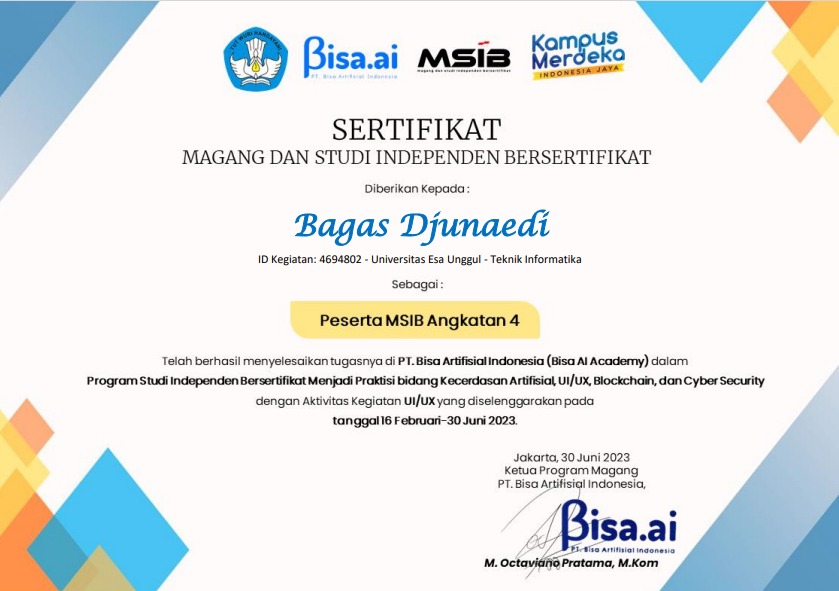 TUT WURI HANDAYANI
Bisa.ai
PT. Bisa Artifisial Indonesia
MSIB
magang dan studi independen bersertifikat
Kampus
Merdeka
INDONESIA JAYA
SERTIFIKAT
MAGANG DAN STUDI INDEPENDEN BERSERTIFIKAT
Diberikan Kepada :
Bagas Djunaedi
ID Kegiatan: 4694802 - Universitas Esa Unggul - Teknik Informatika
Sebagai :
Peserta MSIB Angkatan 4
Telah berhasil menyelesaikan tugasnya di PT. Bisa Artifisial Indonesia (Bisa AI Academy) dalam
Program Studi Independen Bersertifikat Menjadi Praktisi bidang Kecerdasan Artifisial, UI/UX, Blockchain, dan Cyber Security
dengan Aktivitas Kegiatan UI/UX yang diselenggarakan pada
tanggal 16 Februari-30 Juni 2023.
Jakarta, 30 Juni 2023
Ketua Program Magang
PT. Bisa Artifisial Indonesia,
Bisa.ai
PT. Bisa Artifisial Indonesia
M. Octaviano Pratama, M.Kom